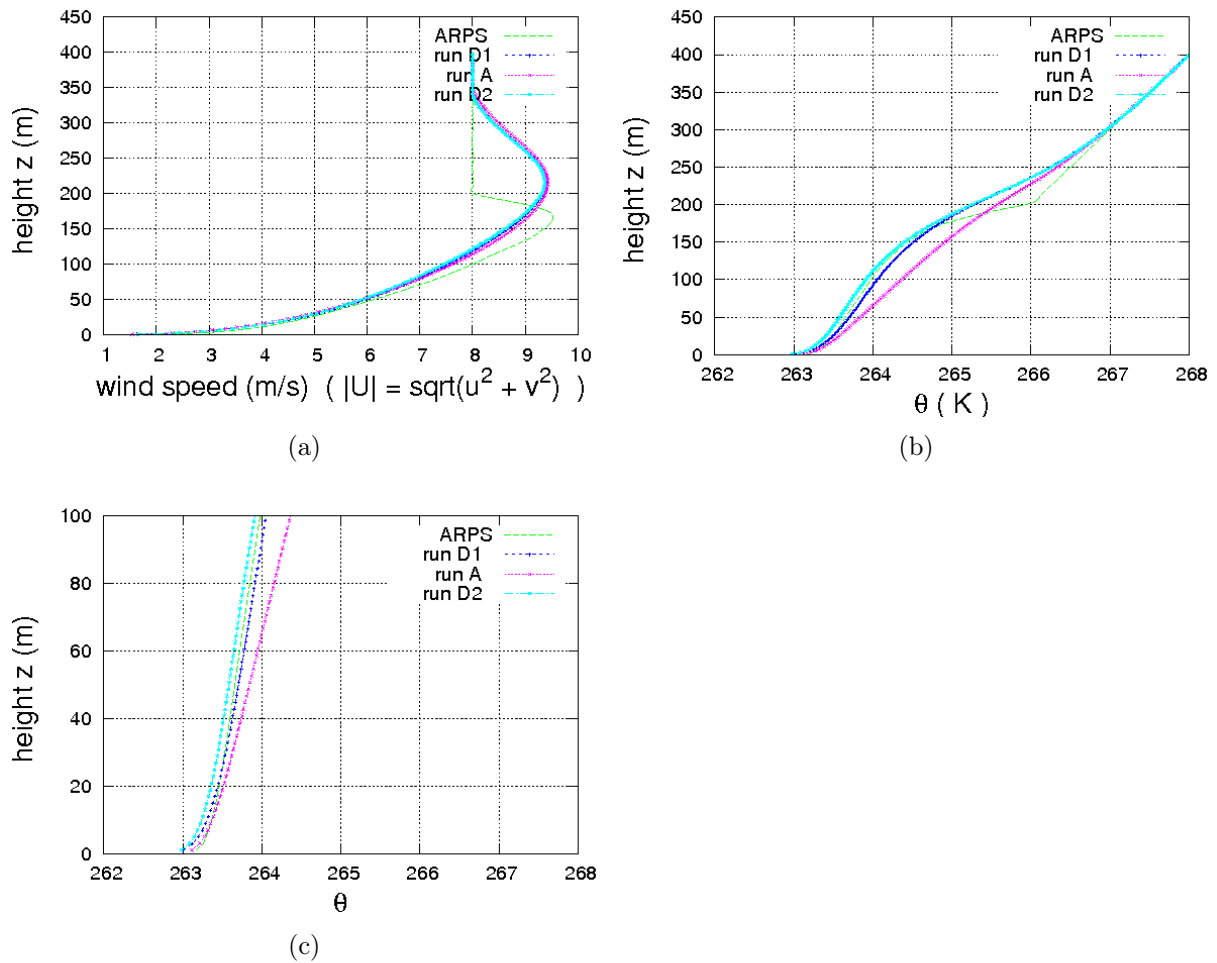 450
400
350
300
250
200
150
100
50
0
height z (m)
ARPS
run D1
run A
run D2
1 2 3 4 5 6 7 8 9 10
wind speed (m/s) ( |U| = sqrt(u² + v²) )
(a)
450
400
350
300
250
200
150
100
50
0
height z (m)
ARPS
run D1
run A
run D2
262 263 264 265 266 267 268
θ ( K )
(b)
100
80
60
40
20
0
height z (m)
ARPS
run D1
run A
run D2
262 263 264 265 266 267 268
θ
(c)